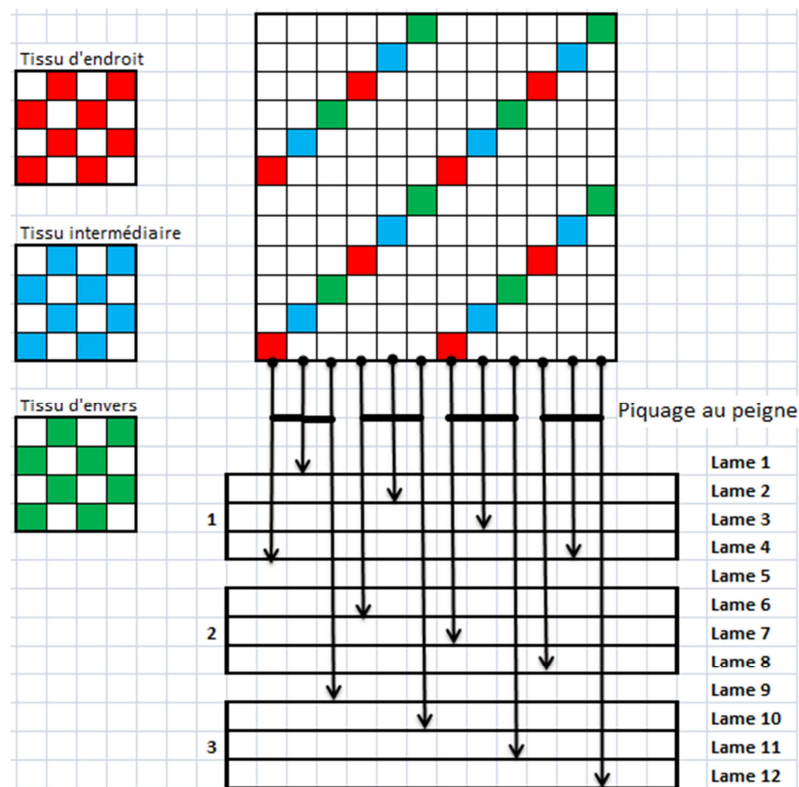 Tissu d'endroit
Tissu intermédiaire
Tissu d'envers
Piquage au peigne
Lame 1
Lame 2
1 Lame 3
Lame 4
Lame 5
Lame 6
2 Lame 7
Lame 8
Lame 9
Lame 10
3 Lame 11
Lame 12